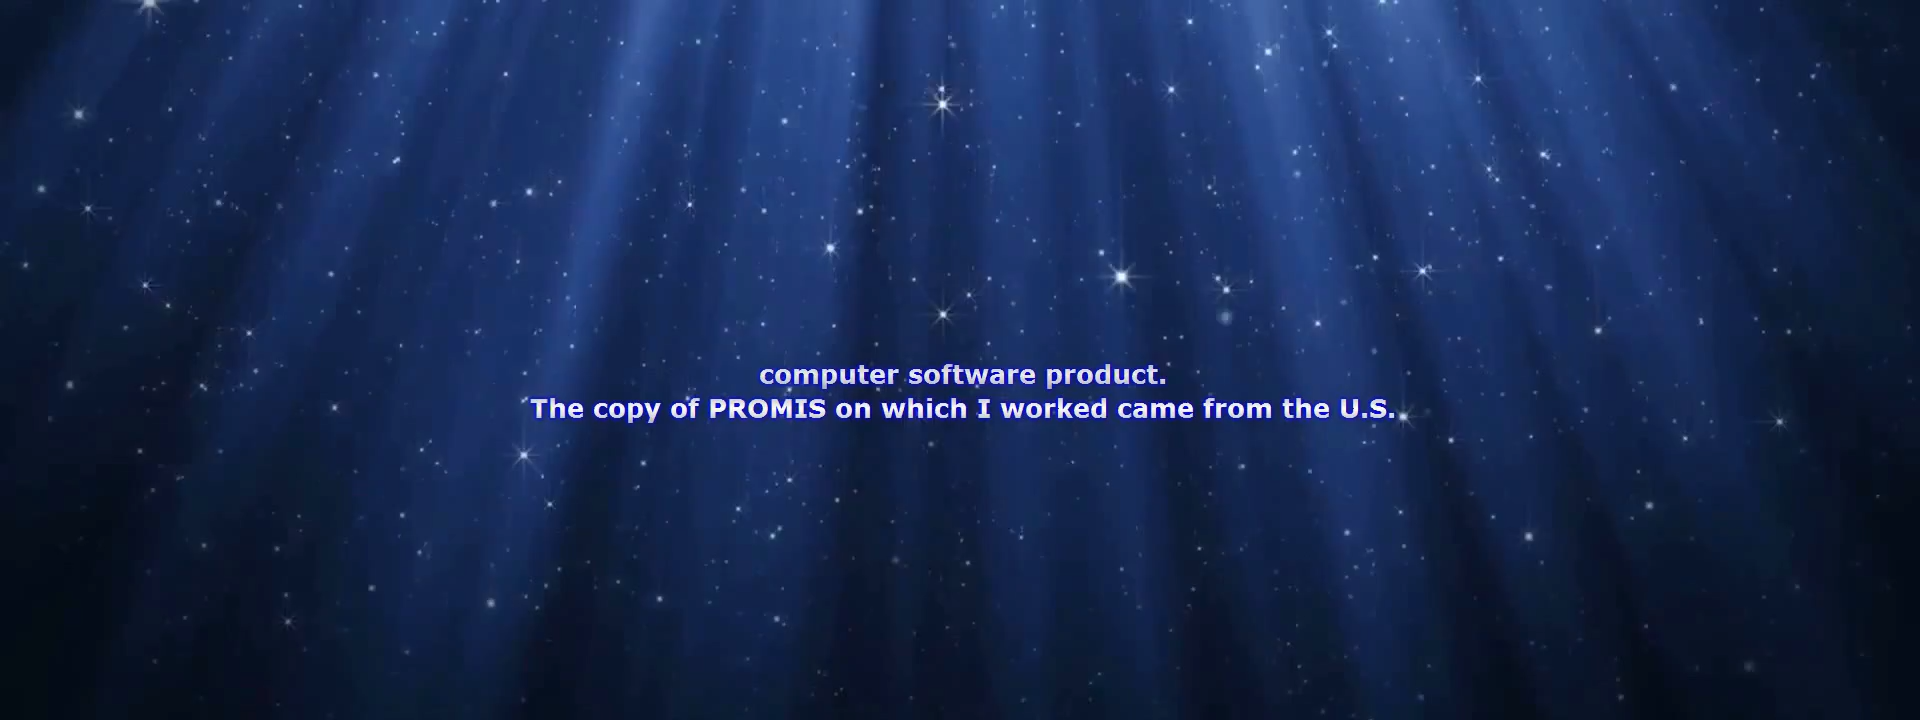 computer software product.
The copy of PROMIS on which I worked came from the U.S.